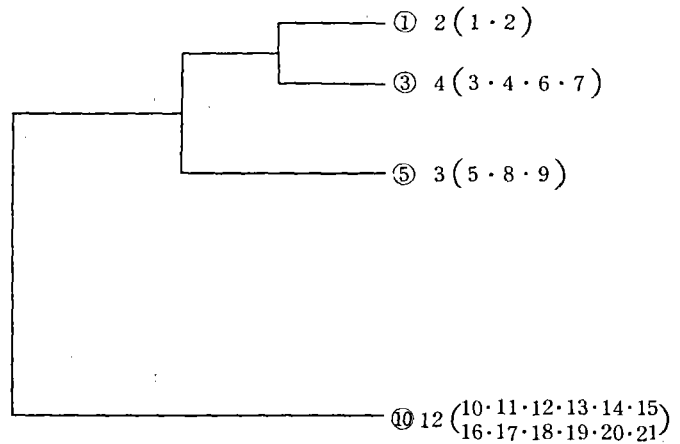 ① 2 (1・2)
③ 4 (3・4・6・7)
⑤ 3 (5・8・9)
⑩ 12 (10・11・12・13・14・15
16・17・18・19・20・21)